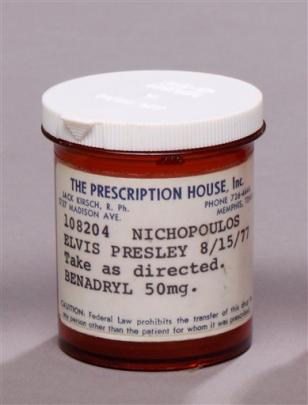 THE PRESCRIPTION HOUSE, Inc.
JACK KIRSCH, R. Ph.
MADISON AVE.
PHONE
MEMPHIS,
108204 NICHOPOULOS
ELVIS PRESLEY 8/15/77
Take as directed.
BENADRYL 50mg.
CAUTION: Federal Law prohibits the transfer of this drug to
any person other than the patient for whom it was prescribed.